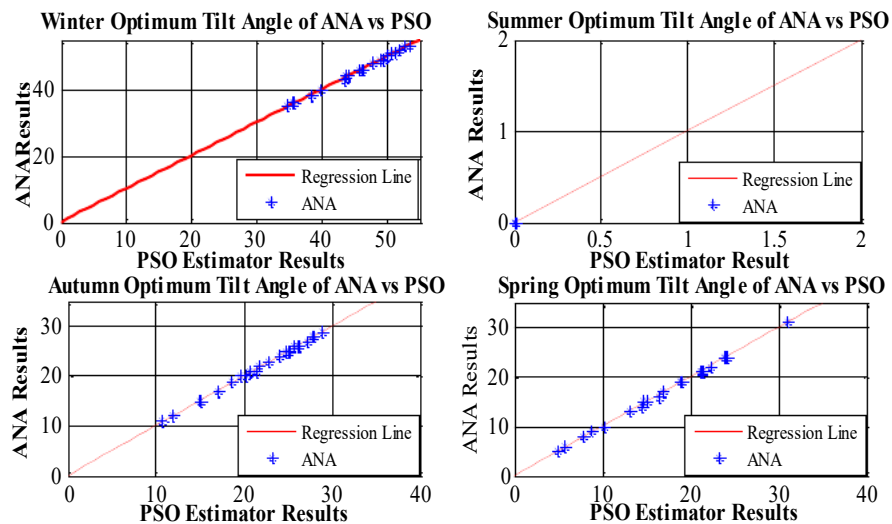 Winter Optimum Tilt Angle of ANA vs PSO
ANAResults
40
20
0
Regression Line
ANA
0 10 20 30 40 50
PSO Estimator Results
Summer Optimum Tilt Angle of ANA vs PSO
ANA Results
2
1
0
Regression Line
ANA
0 0.5 1 1.5 2
PSO Estimator Result
Autumn Optimum Tilt Angle of ANA vs PSO
ANA Results
30
20
10
0
Regression Line
ANA
0 10 20 30 40
PSO Estimator Results
Spring Optimum Tilt Angle of ANA vs PSO
ANA Results
30
20
10
0
Regression Line
ANA
0 10 20 30 40
PSO Estimator Results